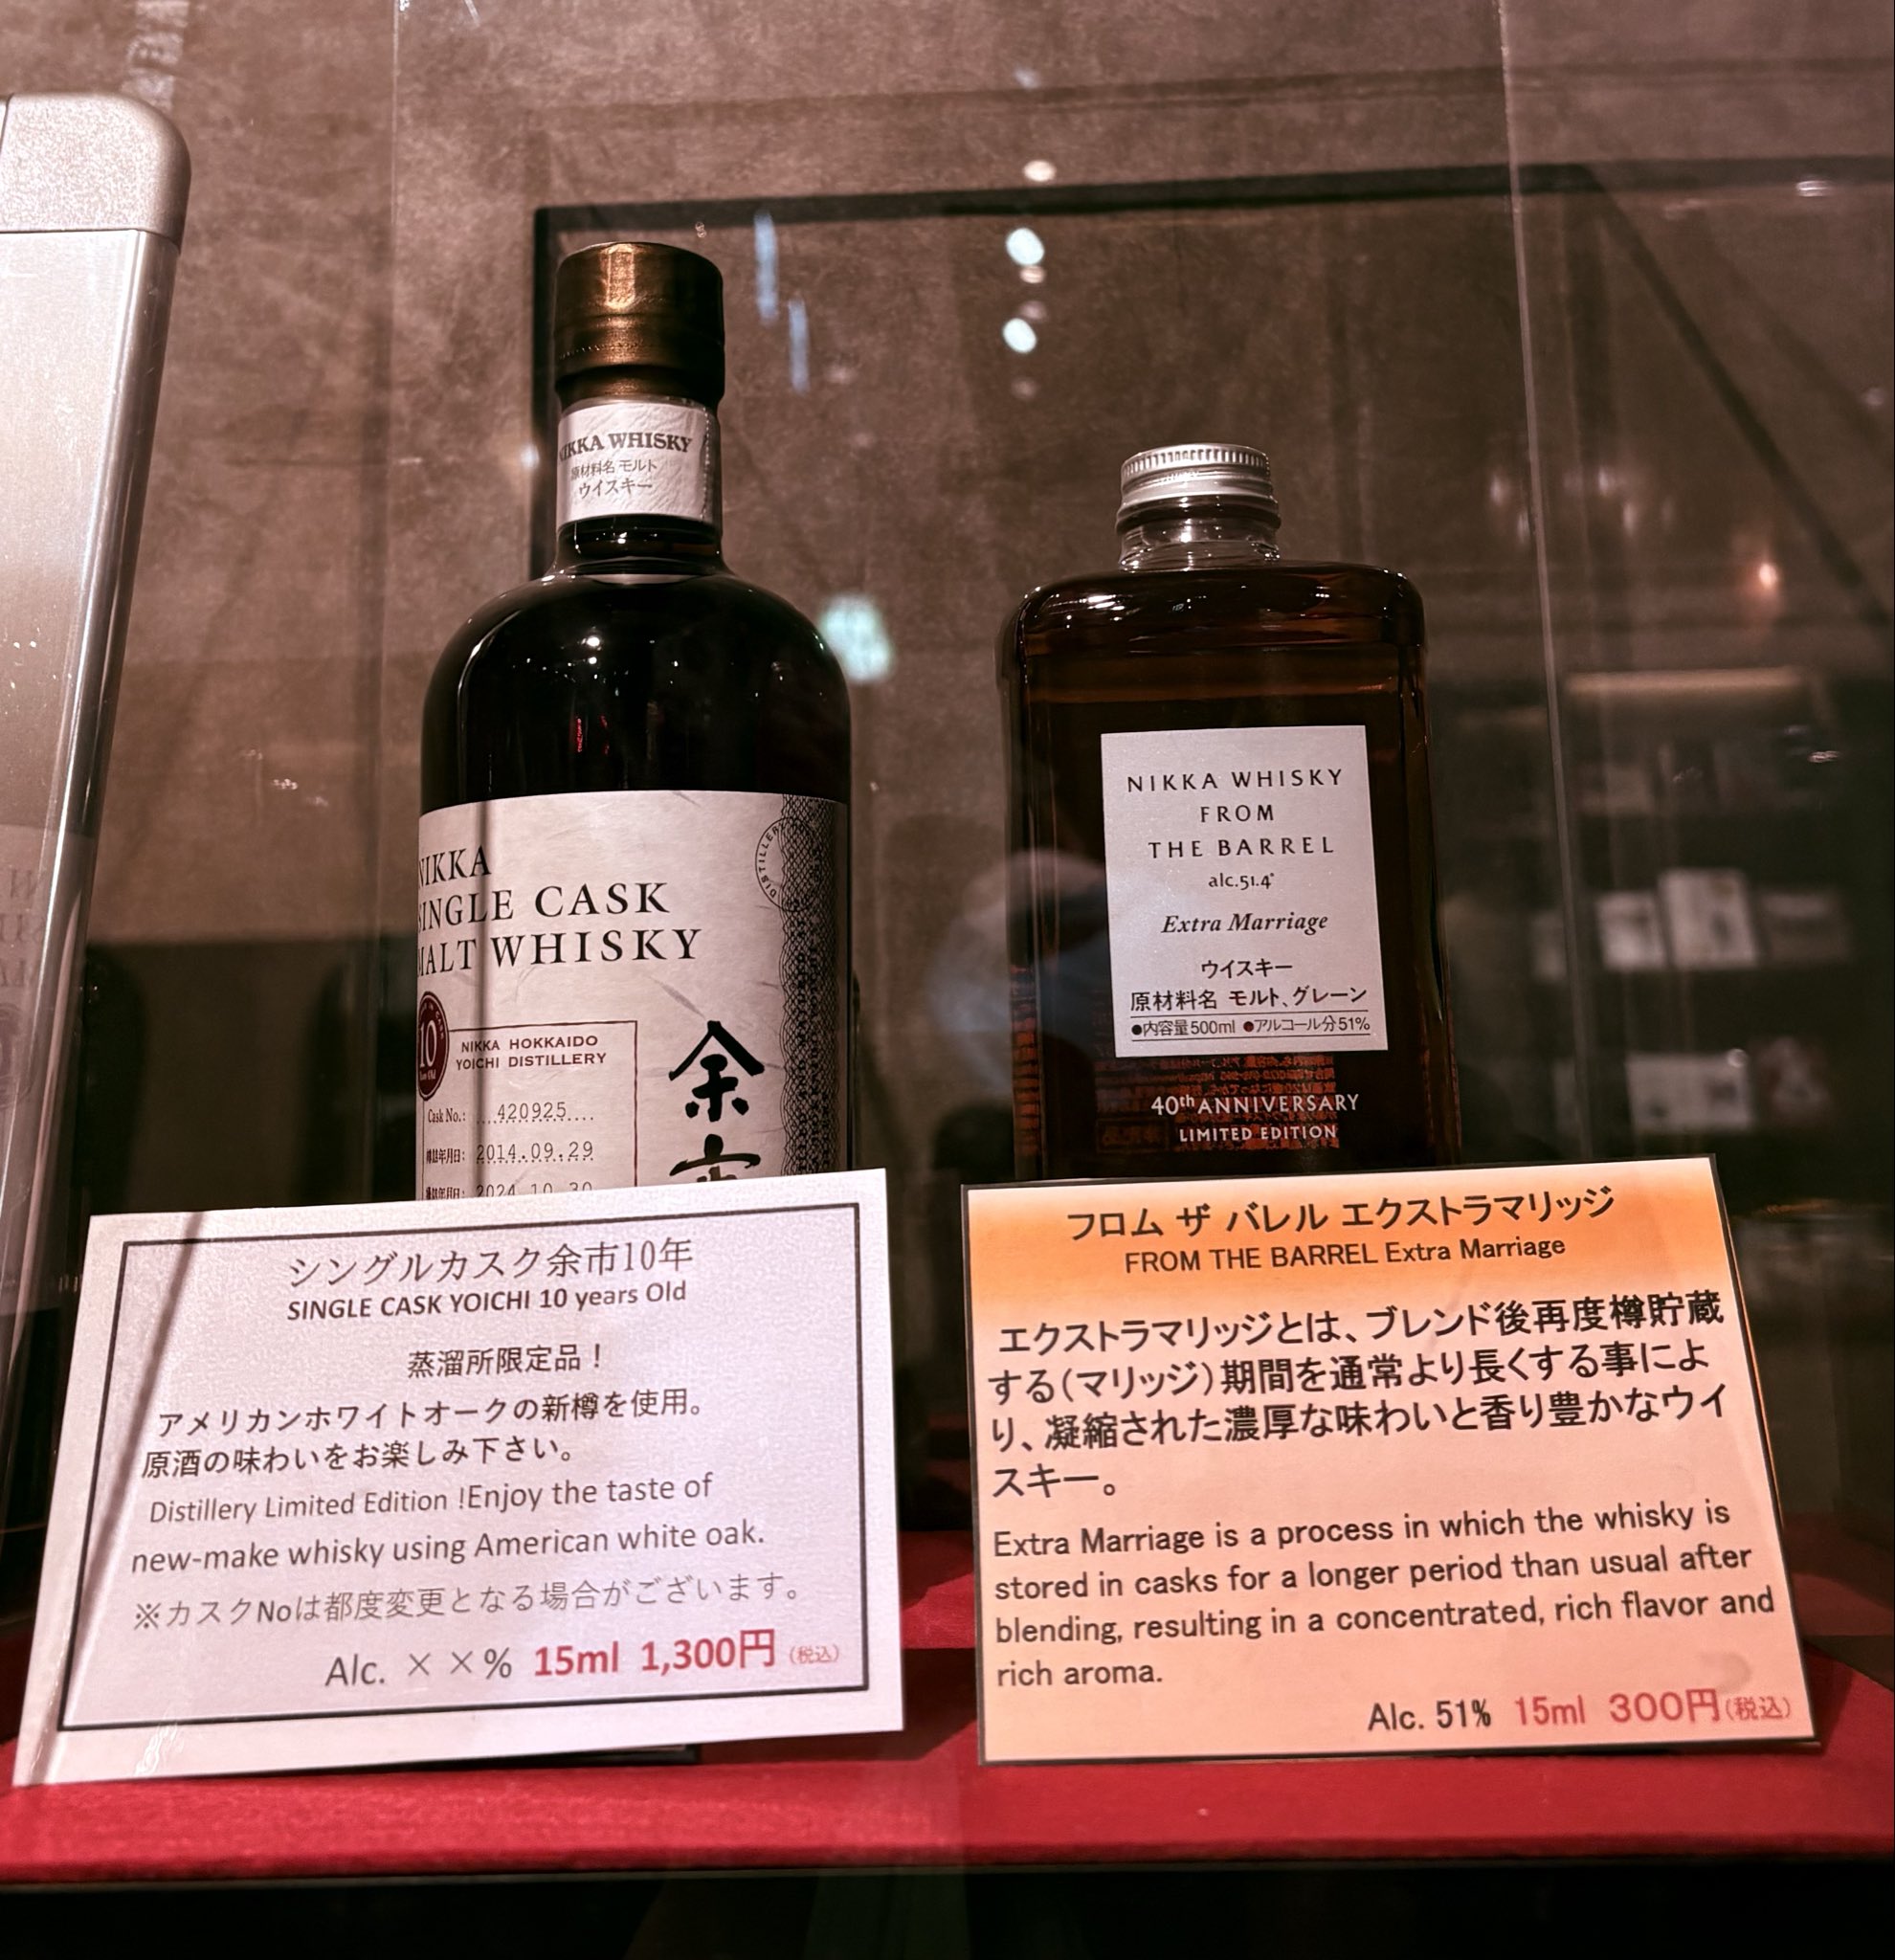 NIKKA WHISKY
原材料名 モルト
ウイスキー
NIKKA
SINGLE CASK
MALT WHISKY
DISTILLERY
10
NIKKA HOKKAIDO
YOICHI DISTILLERY
余市
Cask No.: 420925
2014.09.29
2024.10.30
シングルカスク余市10年
SINGLE CASK YOICHI 10 years Old
蒸溜所限定品！
アメリカンホワイトオークの新樽を使用。
原酒の味わいをお楽しみ下さい。
Distillery Limited Edition !Enjoy the taste of
new-make whisky using American white oak.
※カスクNoは都度変更となる場合がございます。
Alc. ××% 15ml 1,300円(税込)
NIKKA WHISKY
FROM
THE BARREL
alc.51.4°
Extra Marriage
ウイスキー
原材料名 モルト、グレーン
●内容量500ml ●アルコール分51%
40th ANNIVERSARY
LIMITED EDITION
フロム ザ バレル エクストラマリッジ
FROM THE BARREL Extra Marriage
エクストラマリッジとは、ブレンド後再度樽貯蔵
する(マリッジ)期間を通常より長くする事によ
り、凝縮された濃厚な味わいと香り豊かなウイ
スキー。
Extra Marriage is a process in which the whisky is
stored in casks for a longer period than usual after
blending, resulting in a concentrated, rich flavor and
rich aroma.
Alc. 51% 15ml 300円(税込)